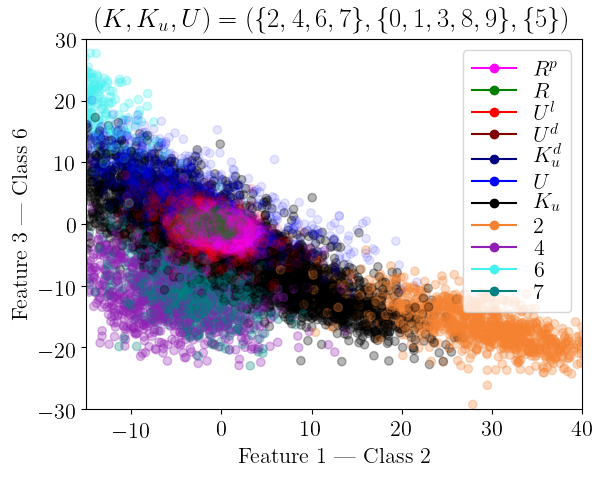 (K, K_u, U) = ({2, 4, 6, 7}, {0, 1, 3, 8, 9}, {5})
30
20
10
0
−10
−20
−30
Feature 3 — Class 6
R^p
R
U^l
U^d
K_u^d
U
K_u
2
4
6
7
−10
0
10
20
30
40
Feature 1 — Class 2